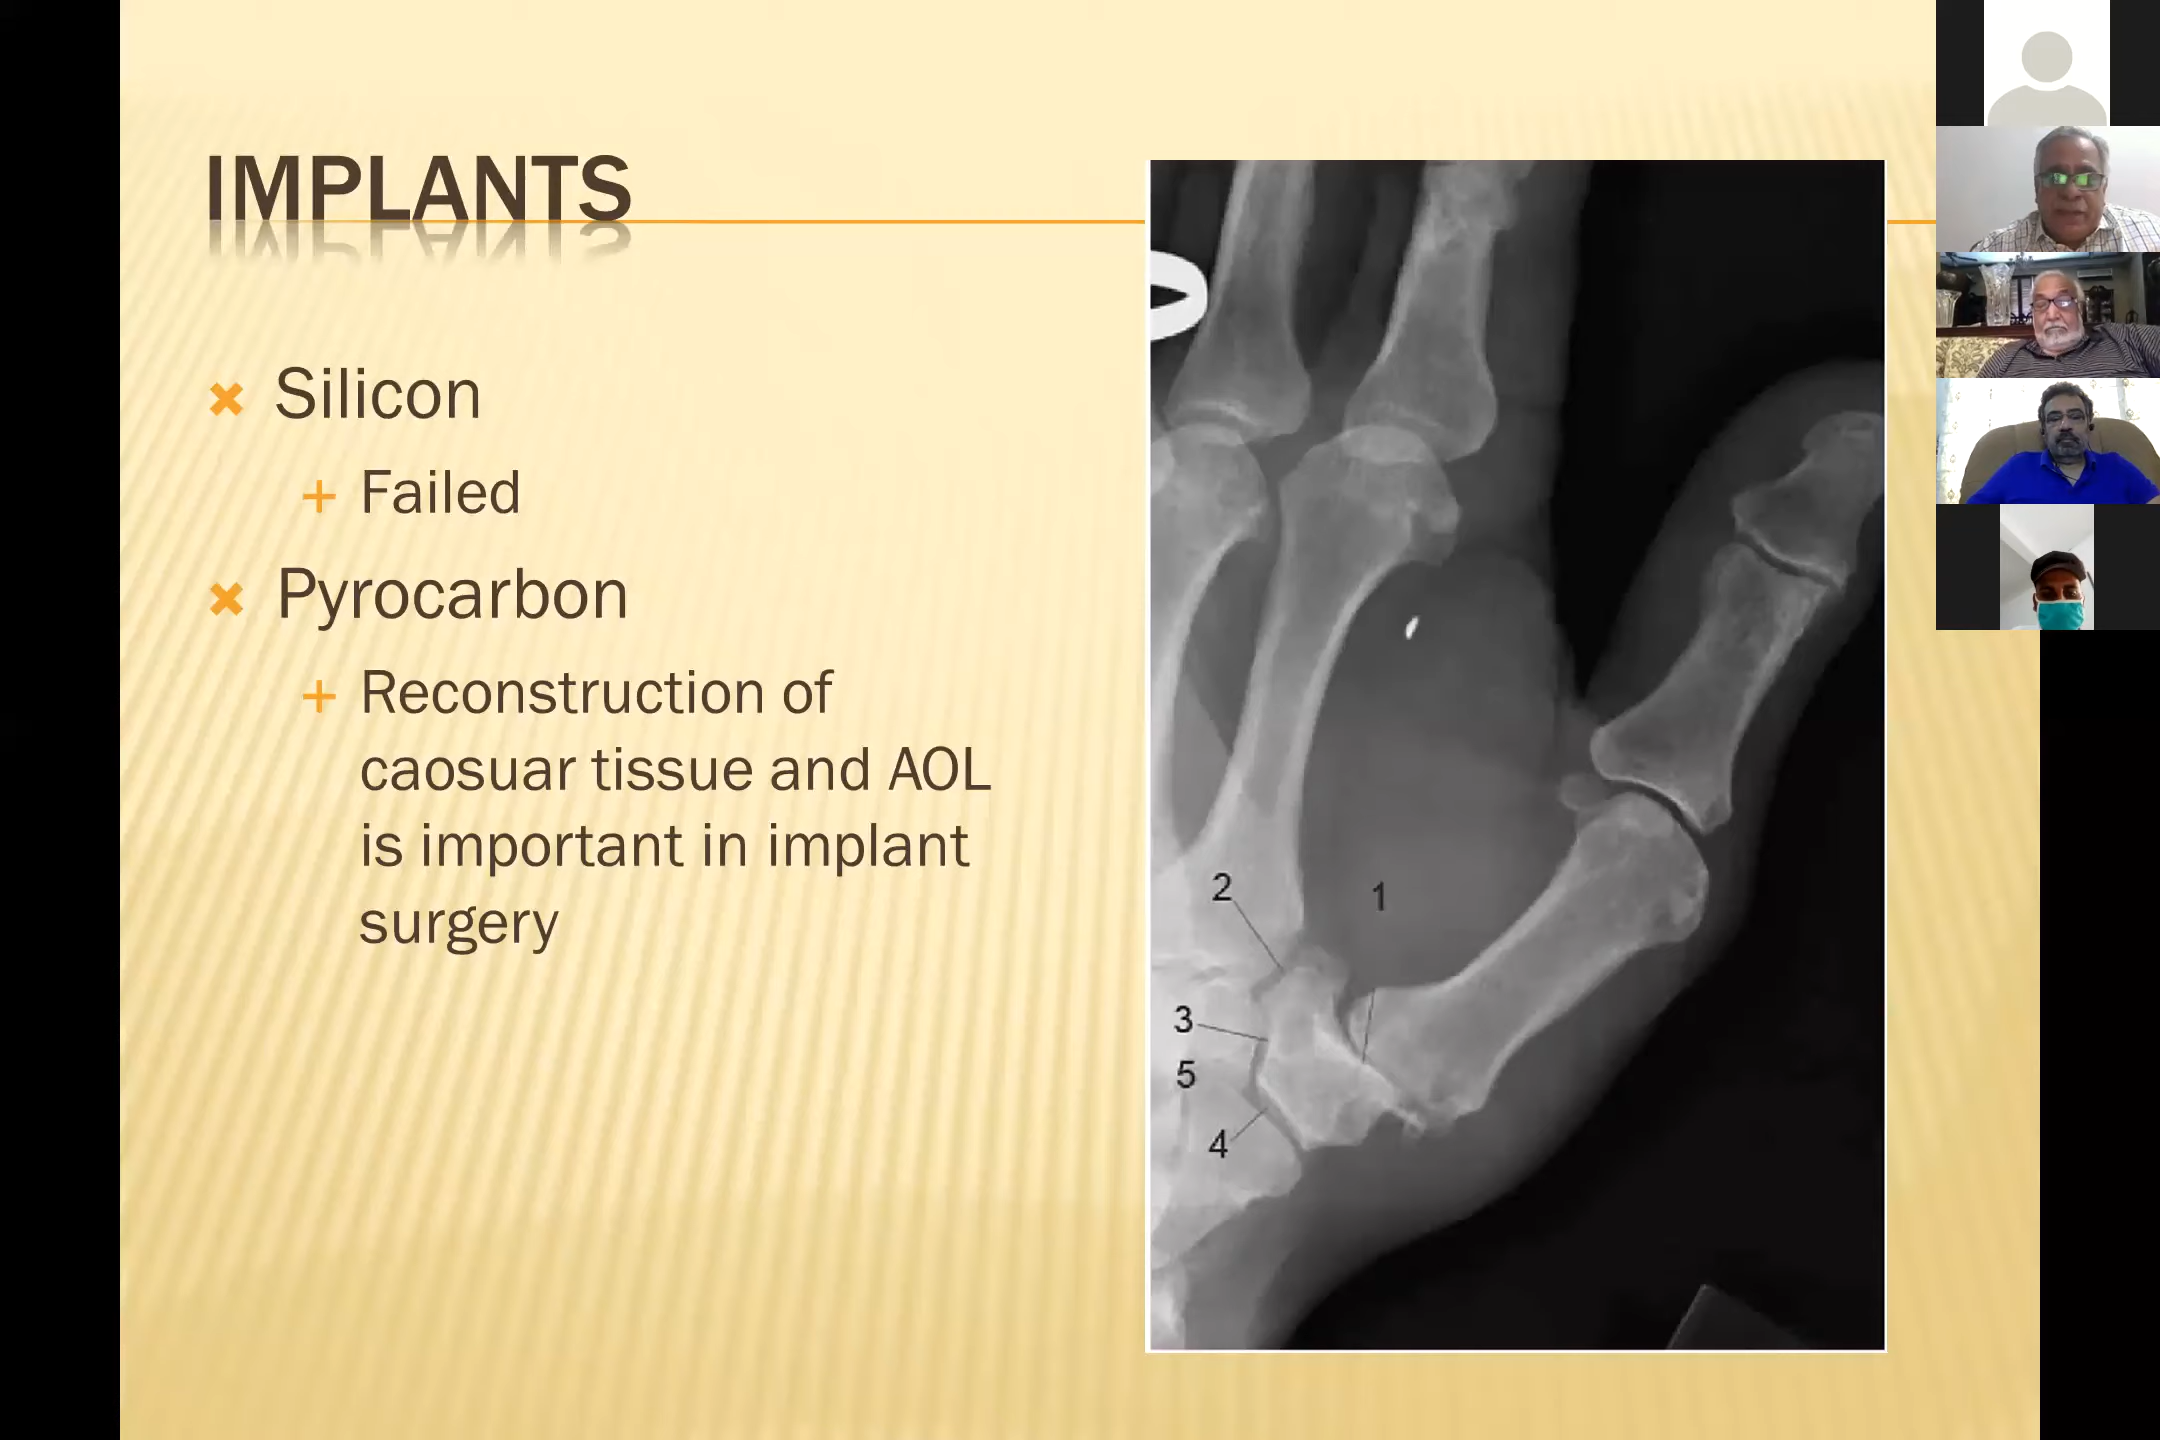 IMPLANTS
Silicon
Failed
Pyrocarbon
Reconstruction of
caosuar tissue and AOL
is important in implant
surgery
2
1
3
5
4